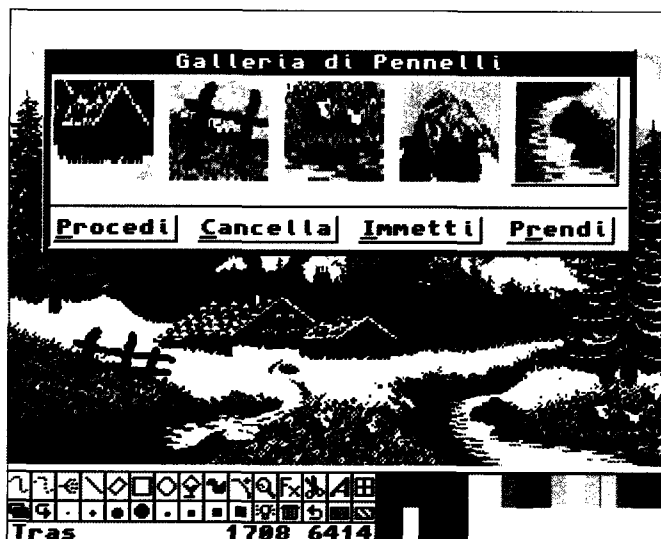 Galleria di Pennelli
Procedi Cancella Immetti Prendi
Tras 1708 6414